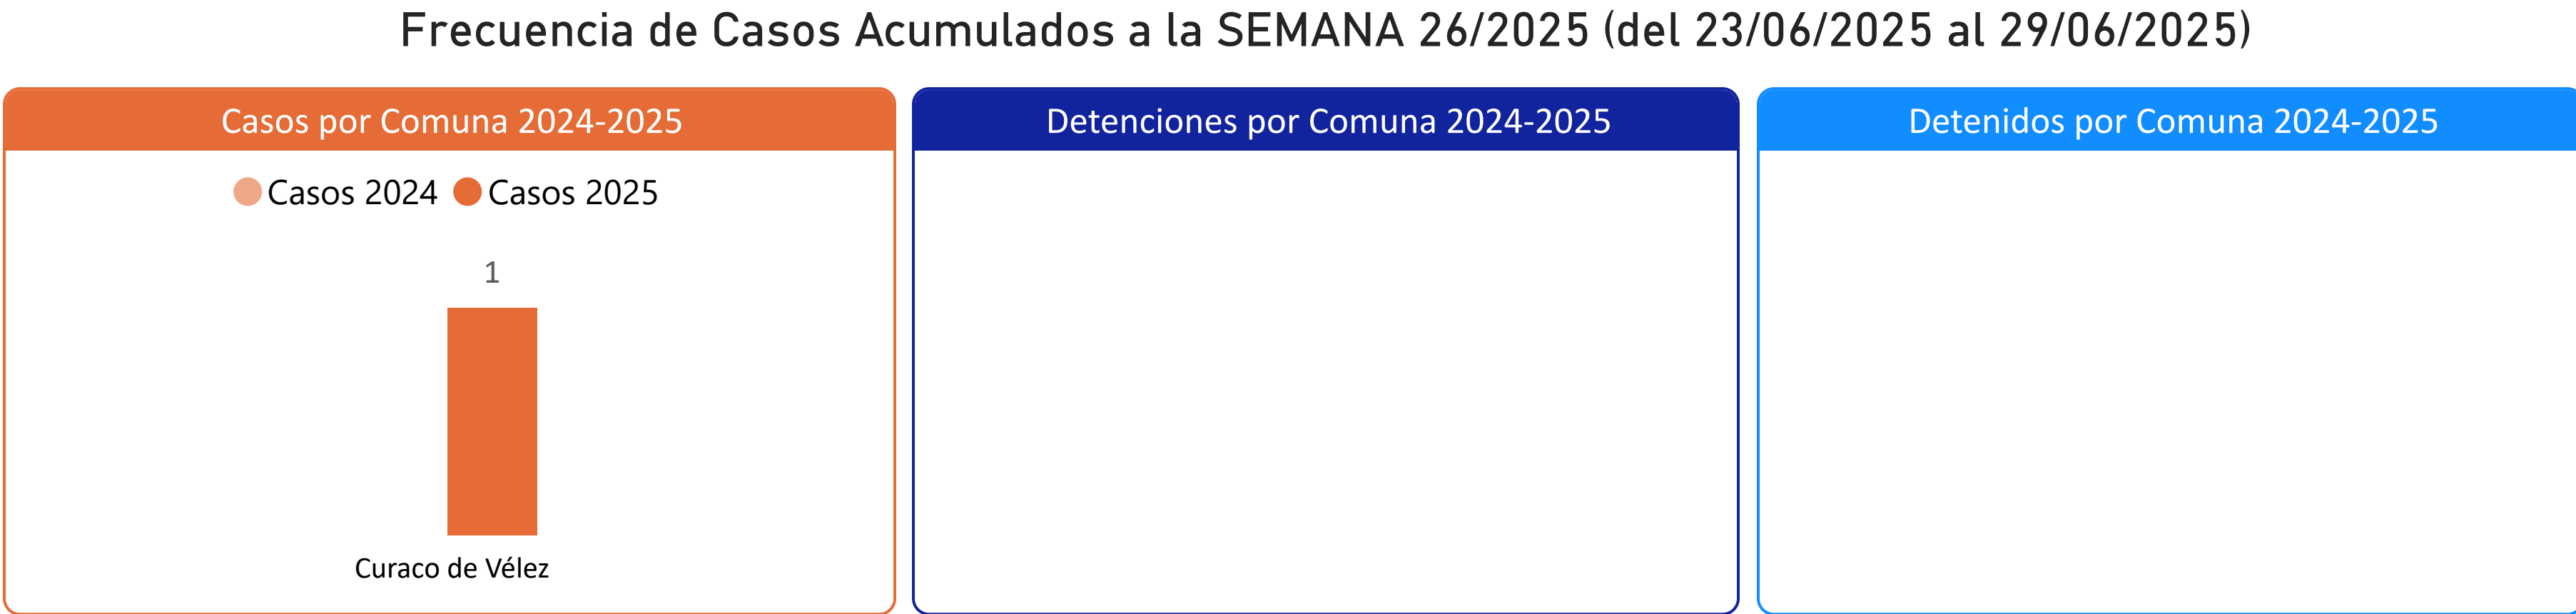 Frecuencia de Casos Acumulados a la SEMANA 26/2025 (del 23/06/2025 al 29/06/2025)
Casos por Comuna 2024-2025
Casos 2024 Casos 2025
1
Curaco de Vélez
Detenciones por Comuna 2024-2025
Detenidos por Comuna 2024-2025